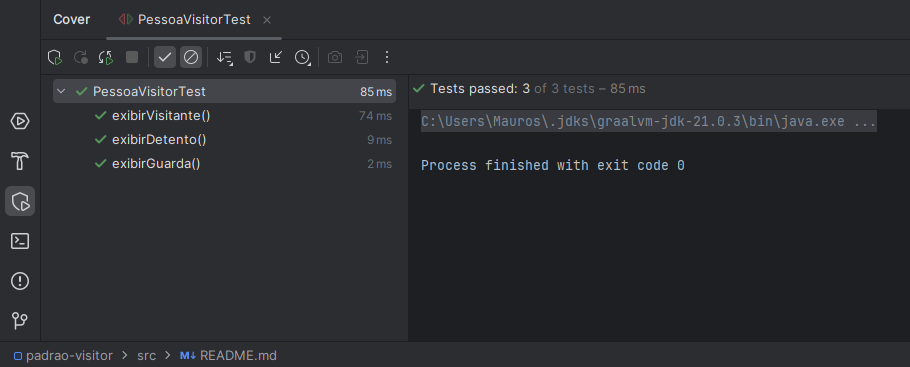 Cover PessoaVisitorTest
PessoaVisitorTest 85 ms
exibirVisitante() 74 ms
exibirDetento() 9 ms
exibirGuarda() 2 ms
Tests passed: 3 of 3 tests – 85 ms
C:\Users\Mauros\.jdks\graalvm-jdk-21.0.3\bin\java.exe ...
Process finished with exit code 0
padrao-visitor > src > M↓ README.md